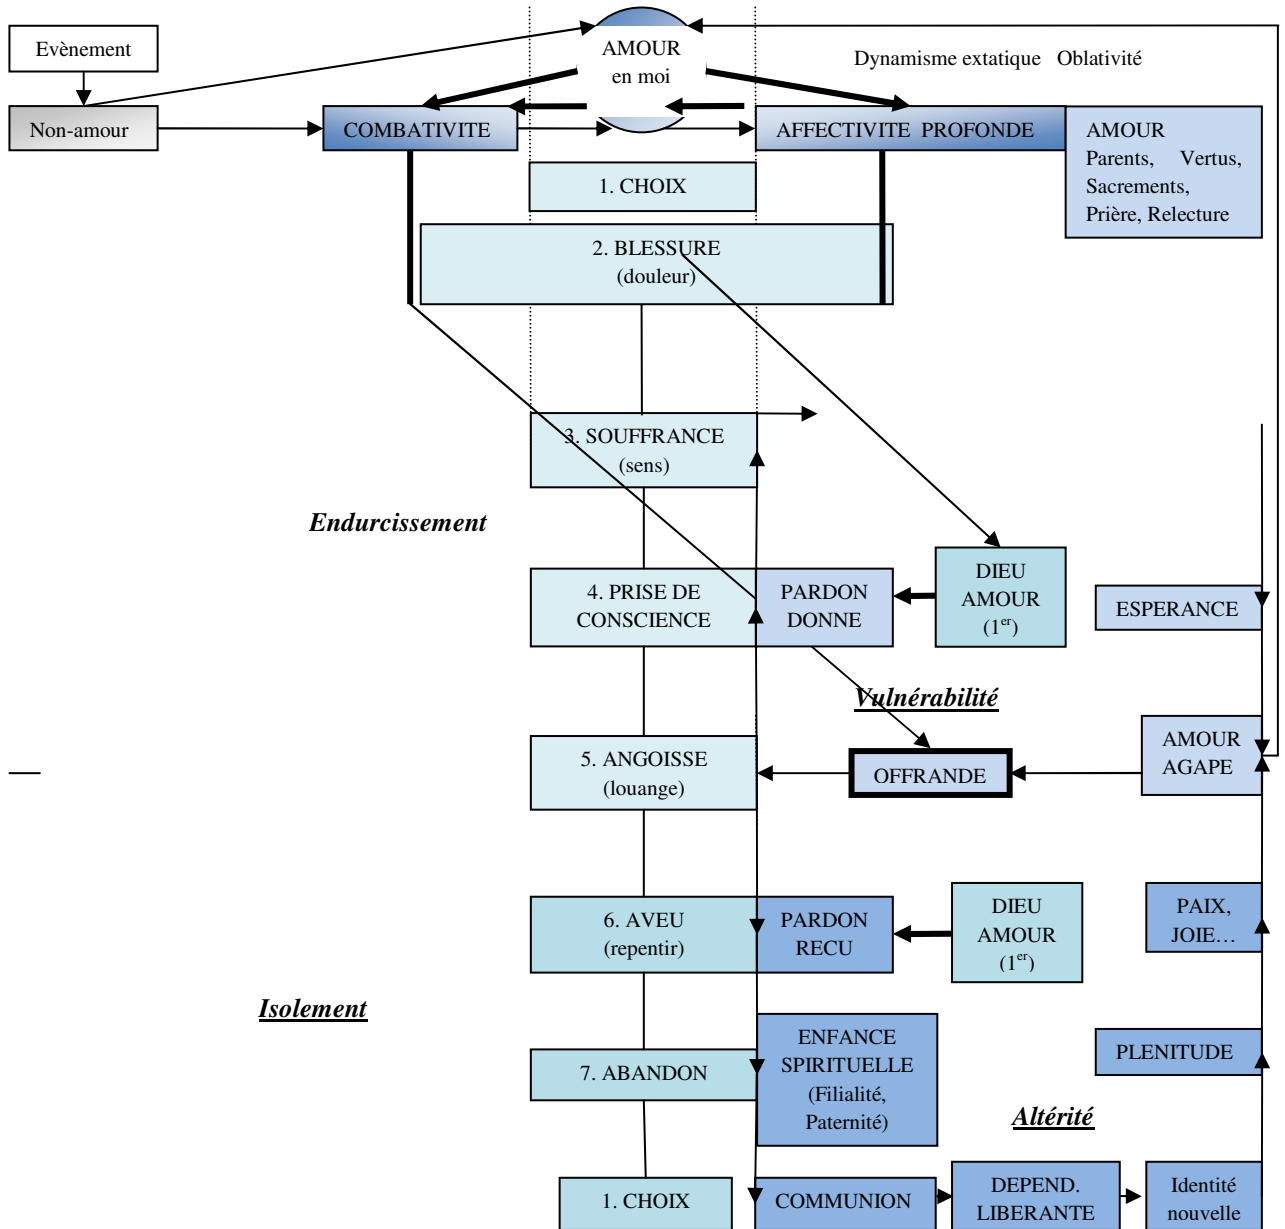 Evènement
AMOUR
en moi
Dynamisme extatique Oblativité
Non-amour
COMBATIVITE
AFFECTIVITE PROFONDE
AMOUR
Parents, Vertus,
Sacrements,
Prière, Relecture
1. CHOIX
2. BLESSURE
(douleur)
3. SOUFFRANCE
(sens)
Endurcissement
4. PRISE DE
CONSCIENCE
PARDON
DONNE
DIEU
AMOUR
(1er)
ESPERANCE
Vulnérabilité
5. ANGOISSE
(louange)
OFFRANDE
AMOUR
AGAPE
6. AVEU
(repentir)
PARDON
RECU
DIEU
AMOUR
(1er)
PAIX,
JOIE…
Isolement
7. ABANDON
ENFANCE
SPIRITUELLE
(Filialité,
Paternité)
PLENITUDE
Altérité
1. CHOIX
COMMUNION
DEPEND.
LIBERANTE
Identité
nouvelle